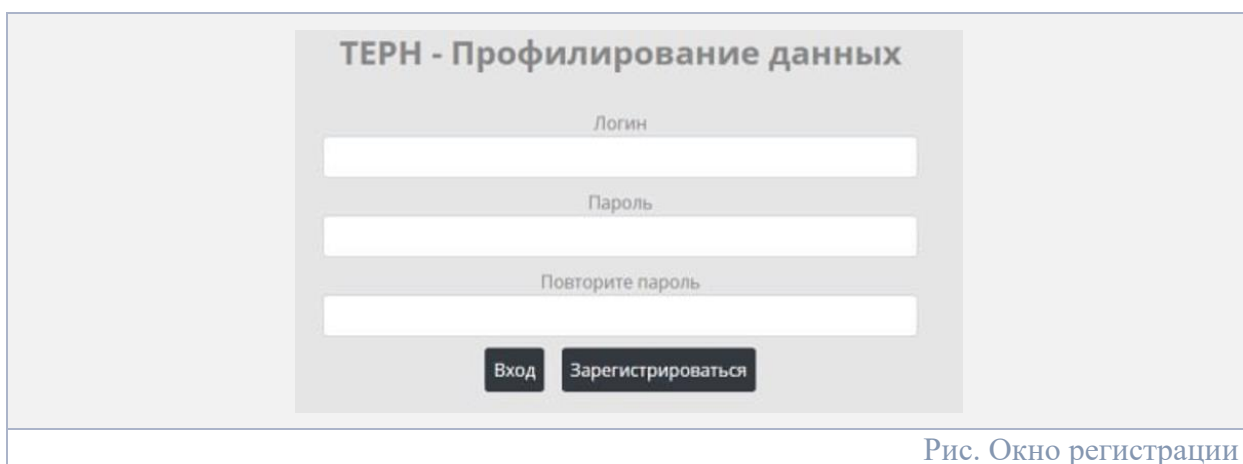 ТЕРН - Профилирование данных
Логин
Пароль
Повторите пароль
Вход Зарегистрироваться
Рис. Окно регистрации